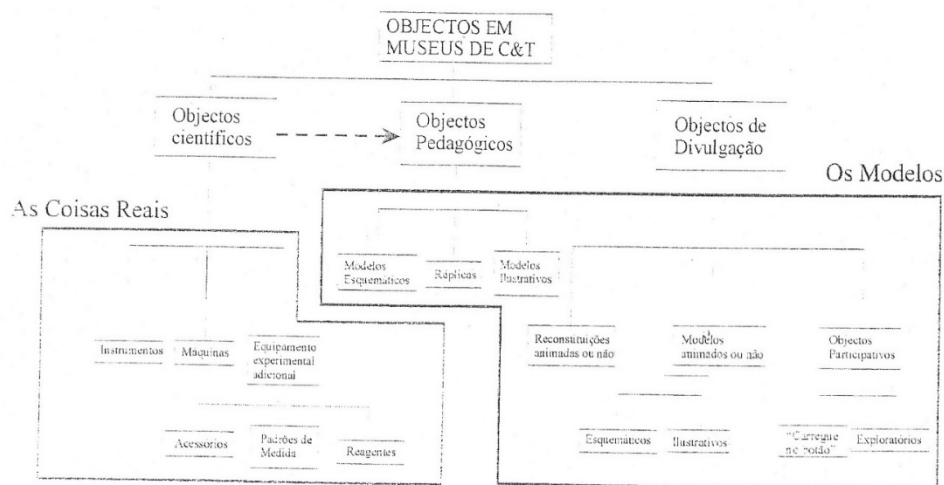 OBJECTOS EM
MUSEUS DE C&T
Objectos
científicos
Objectos
Pedagógicos
Objectos de
Divulgação
Os Modelos
As Coisas Reais
Modelos
Esquemáticos
Réplicas
Modelos
Ilustrativos
Instrumentos
Máquinas
Equipamento
experimental
adicional
Reconstituições
animadas ou não
Modelos
animados ou não
Objectos
Participativos
Acessórios
Padrões de
Medida
Reagentes
Esquemáticos
Ilustrativos
"Carregue
no botão"
Exploratórios